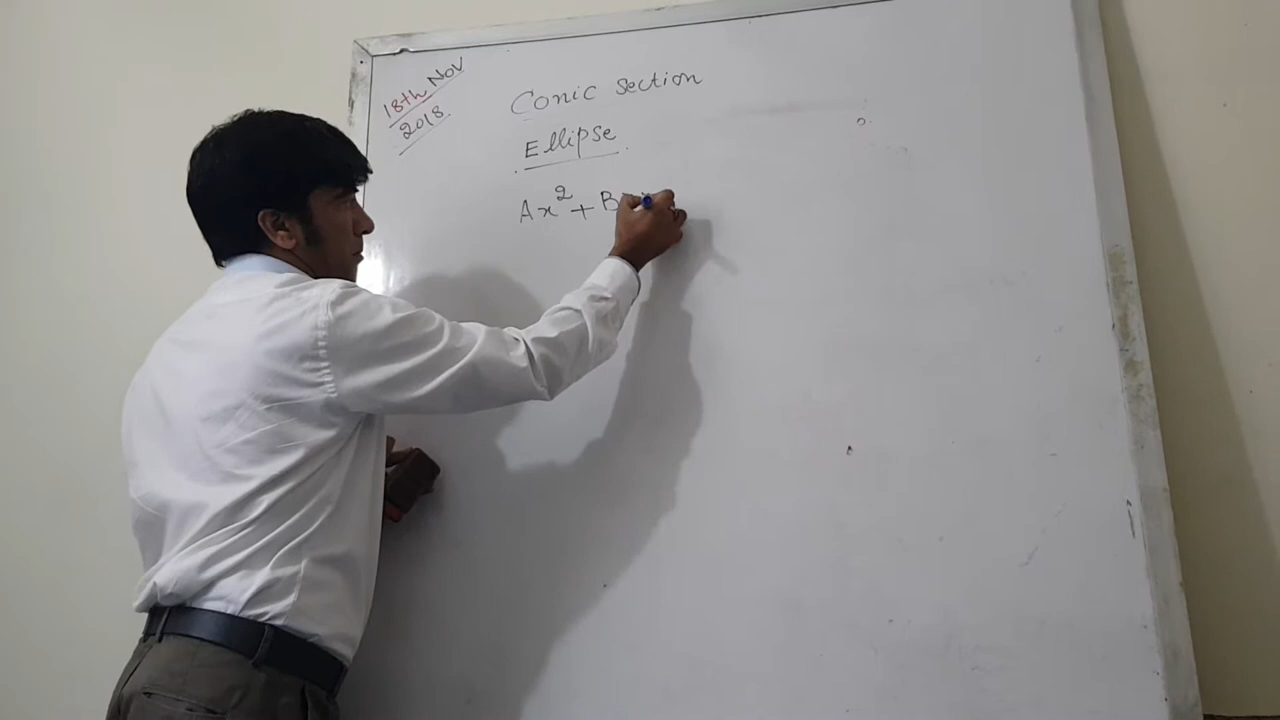 18th Nov
2018.
Conic section
Ellipse
Ax² + B